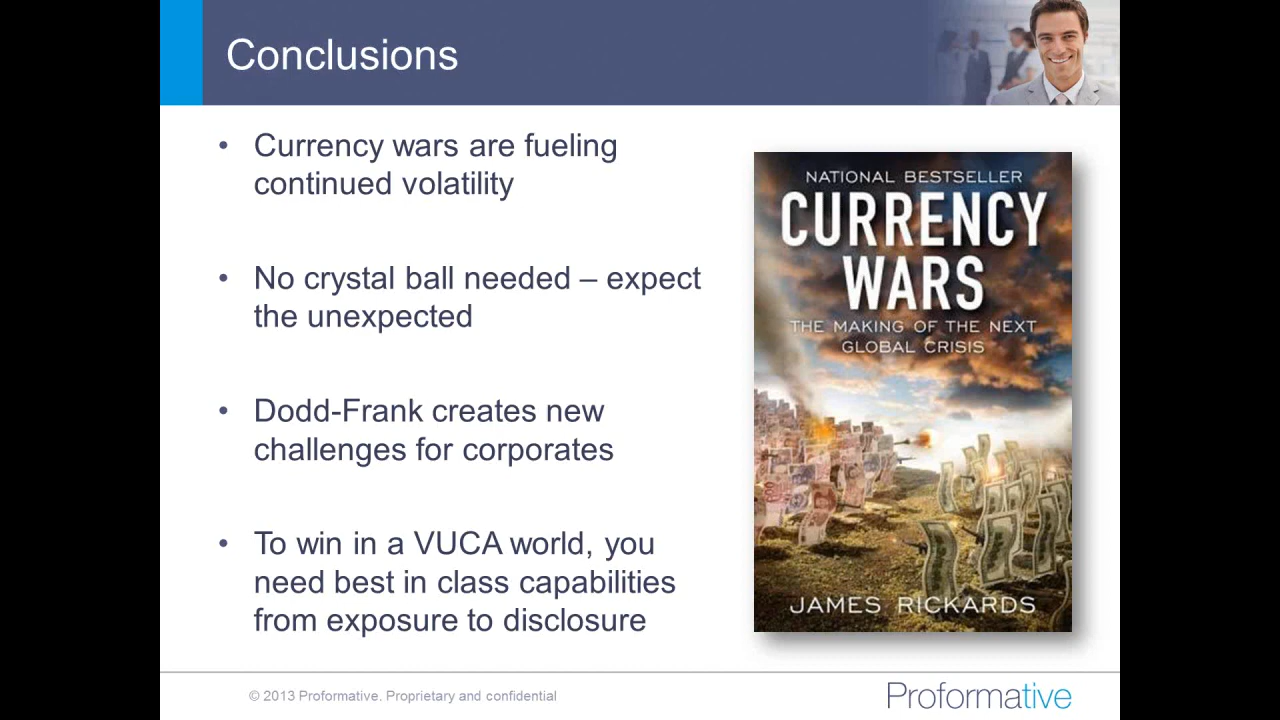 Conclusions
• Currency wars are fueling
continued volatility
• No crystal ball needed – expect
the unexpected
• Dodd-Frank creates new
challenges for corporates
• To win in a VUCA world, you
need best in class capabilities
from exposure to disclosure
NATIONAL BESTSELLER
CURRENCY
WARS
THE MAKING OF THE NEXT
GLOBAL CRISIS
JAMES RICKARDS
© 2013 Proformative. Proprietary and confidential
Proformative